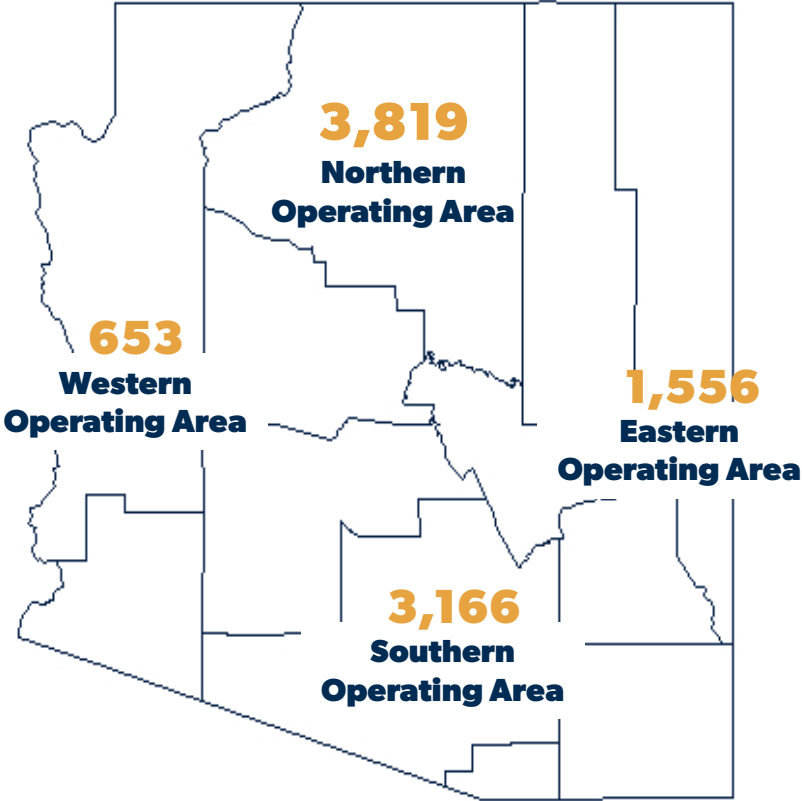 3,819
Northern
Operating Area
653
Western
Operating Area
1,556
Eastern
Operating Area
3,166
Southern
Operating Area